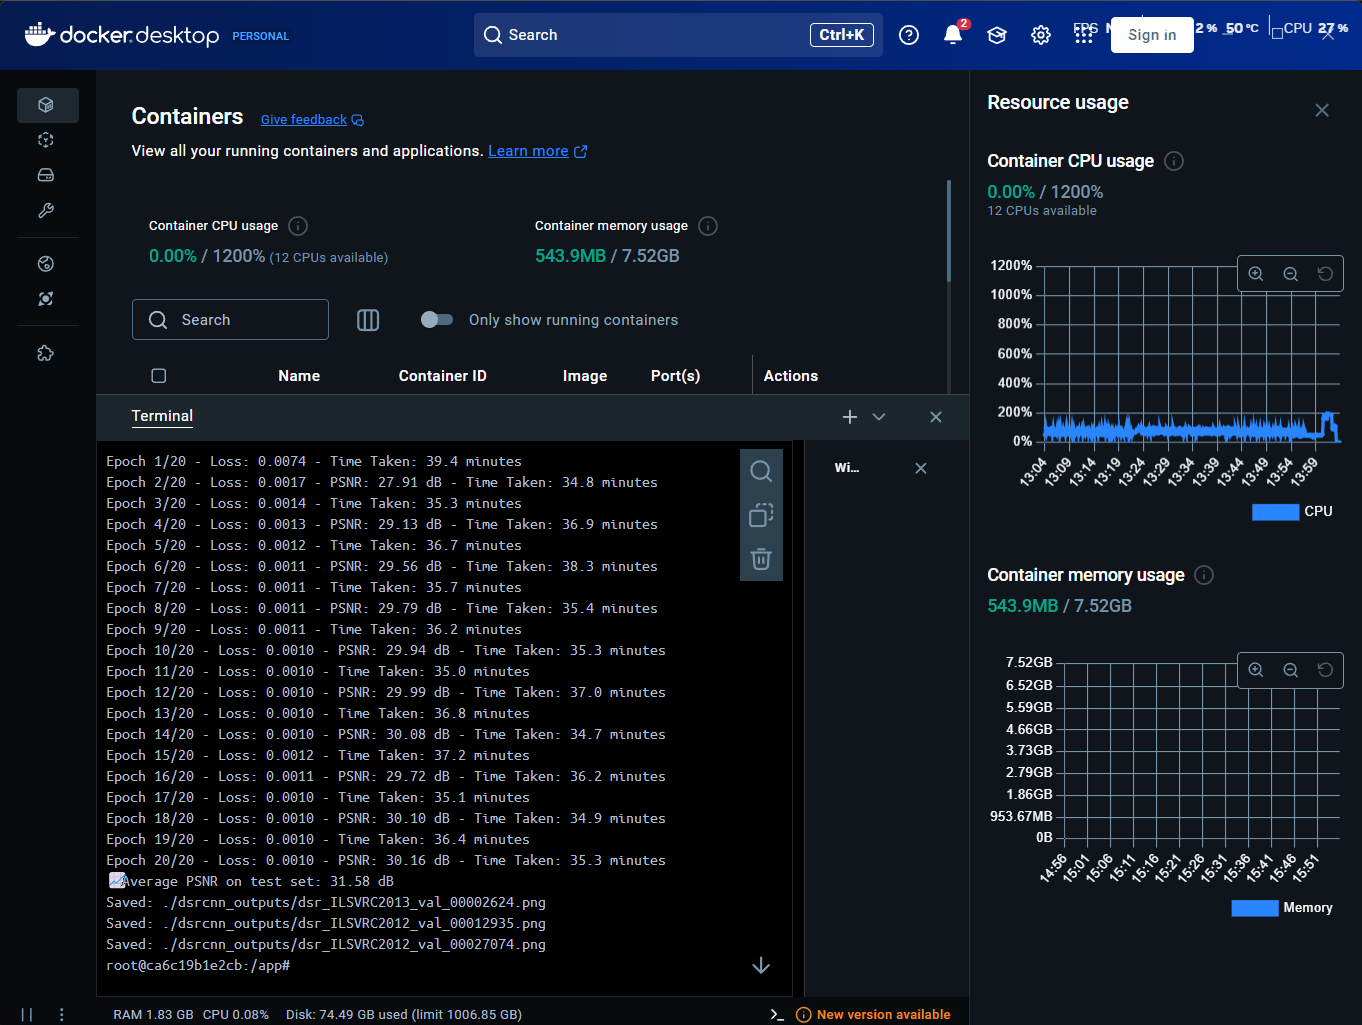 docker.desktop PERSONAL
Search Ctrl+K
2
Sign in
2 % 50 °C CPU 27 %
Containers Give feedback
View all your running containers and applications. Learn more
Container CPU usage
0.00% / 1200% (12 CPUs available)
Container memory usage
543.9MB / 7.52GB
Search
Only show running containers
Name Container ID Image Port(s) Actions
Terminal
Epoch 1/20 - Loss: 0.0074 - Time Taken: 39.4 minutes
Epoch 2/20 - Loss: 0.0017 - PSNR: 27.91 dB - Time Taken: 34.8 minutes
Epoch 3/20 - Loss: 0.0014 - Time Taken: 35.3 minutes
Epoch 4/20 - Loss: 0.0013 - PSNR: 29.13 dB - Time Taken: 36.9 minutes
Epoch 5/20 - Loss: 0.0012 - Time Taken: 36.7 minutes
Epoch 6/20 - Loss: 0.0011 - PSNR: 29.56 dB - Time Taken: 38.3 minutes
Epoch 7/20 - Loss: 0.0011 - Time Taken: 35.7 minutes
Epoch 8/20 - Loss: 0.0011 - PSNR: 29.79 dB - Time Taken: 35.4 minutes
Epoch 9/20 - Loss: 0.0011 - Time Taken: 36.2 minutes
Epoch 10/20 - Loss: 0.0010 - PSNR: 29.94 dB - Time Taken: 35.3 minutes
Epoch 11/20 - Loss: 0.0010 - Time Taken: 35.0 minutes
Epoch 12/20 - Loss: 0.0010 - PSNR: 29.99 dB - Time Taken: 37.0 minutes
Epoch 13/20 - Loss: 0.0010 - Time Taken: 36.8 minutes
Epoch 14/20 - Loss: 0.0010 - PSNR: 30.08 dB - Time Taken: 34.7 minutes
Epoch 15/20 - Loss: 0.0012 - Time Taken: 37.2 minutes
Epoch 16/20 - Loss: 0.0011 - PSNR: 29.72 dB - Time Taken: 36.2 minutes
Epoch 17/20 - Loss: 0.0010 - Time Taken: 35.1 minutes
Epoch 18/20 - Loss: 0.0010 - PSNR: 30.10 dB - Time Taken: 34.9 minutes
Epoch 19/20 - Loss: 0.0010 - Time Taken: 36.4 minutes
Epoch 20/20 - Loss: 0.0010 - PSNR: 30.16 dB - Time Taken: 35.3 minutes
📈Average PSNR on test set: 31.58 dB
Saved: ./dsrcnn_outputs/dsr_ILSVRC2013_val_00002624.png
Saved: ./dsrcnn_outputs/dsr_ILSVRC2012_val_00012935.png
Saved: ./dsrcnn_outputs/dsr_ILSVRC2012_val_00027074.png
root@ca6c19b1e2cb:/app#
Wi...
Resource usage
Container CPU usage
0.00% / 1200%
12 CPUs available
1200%
1000%
800%
600%
400%
200%
0%
13:04 13:09 13:14 13:19 13:24 13:29 13:34 13:39 13:44 13:49 13:54 13:59
CPU
Container memory usage
543.9MB / 7.52GB
7.52GB
6.52GB
5.59GB
4.66GB
3.73GB
2.79GB
1.86GB
953.67MB
0B
14:56 15:01 15:06 15:11 15:16 15:21 15:26 15:31 15:36 15:41 15:46 15:51
Memory
RAM 1.83 GB CPU 0.08% Disk: 74.49 GB used (limit 1006.85 GB)
New version available